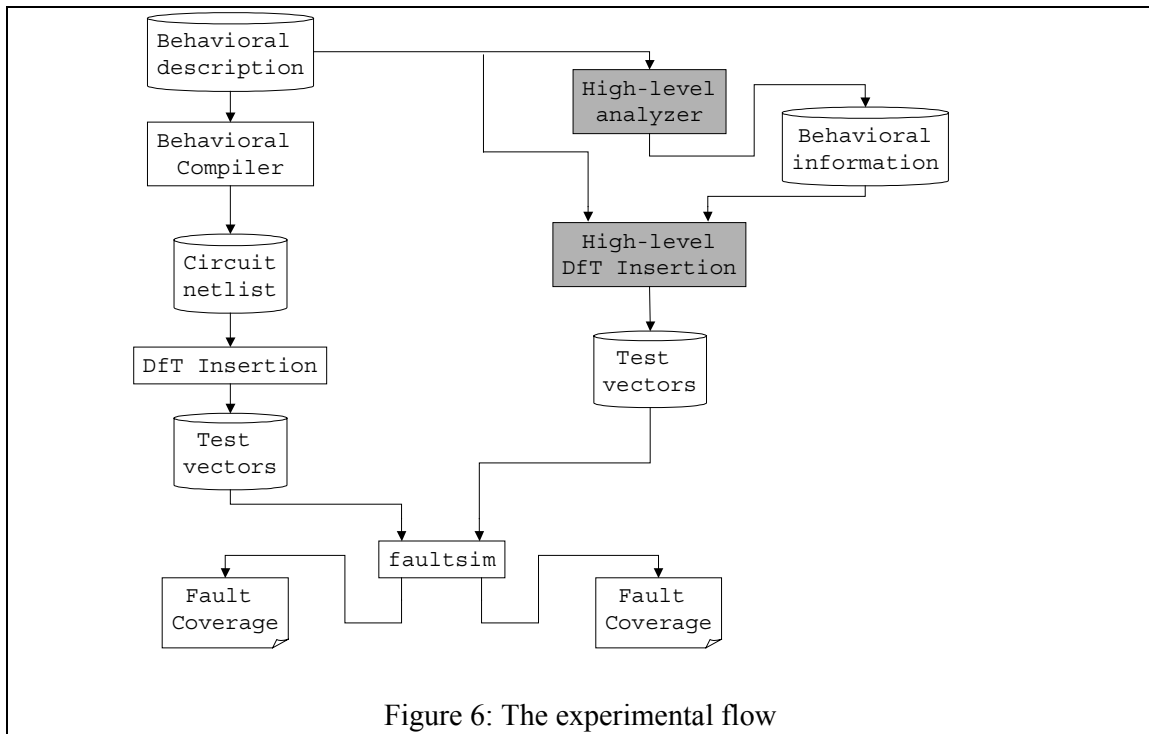 Behavioral
description
High-level
analyzer
Behavioral
information
Behavioral
Compiler
High-level
DfT Insertion
Circuit
netlist
Test
vectors
DfT Insertion
Test
vectors
faultsim
Fault
Coverage
Fault
Coverage
Figure 6: The experimental flow